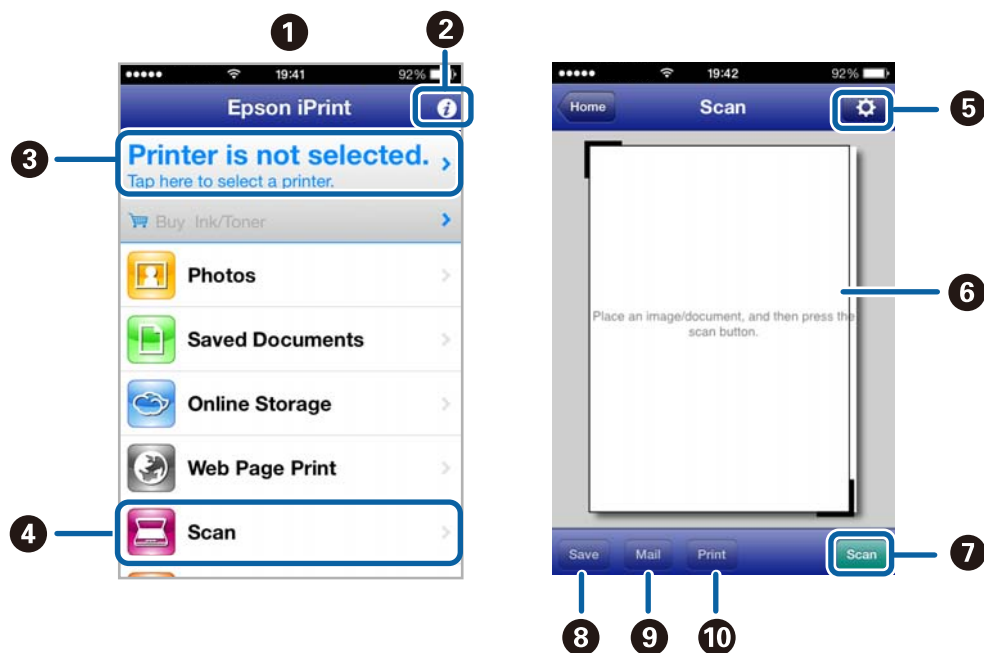 1
2
19:41
92%
Epson iPrint
i
3
Printer is not selected.
Tap here to select a printer.
Buy Ink/Toner
Photos
Saved Documents
Online Storage
Web Page Print
4
Scan
19:42
92%
Home
Scan
5
6
Place an image/document, and then press the
scan button.
Save
Mail
Print
Scan
7
8
9
10